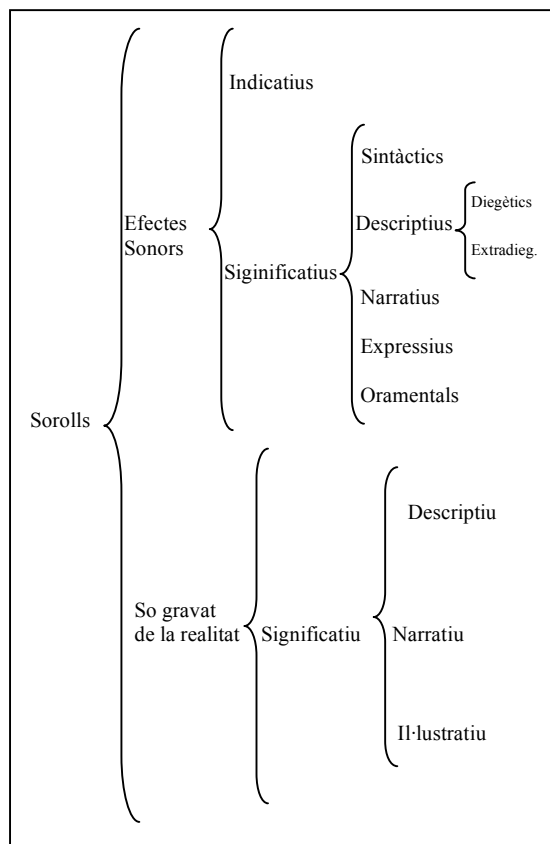 Indicatius
Sintàctics
Diegètics
Efectes
Sonors
Descriptius
Extradieg.
Siginificatius
Narratius
Expressius
Oramentals
Sorolls
Descriptiu
So gravat
de la realitat
Significatiu
Narratiu
Il·lustratiu